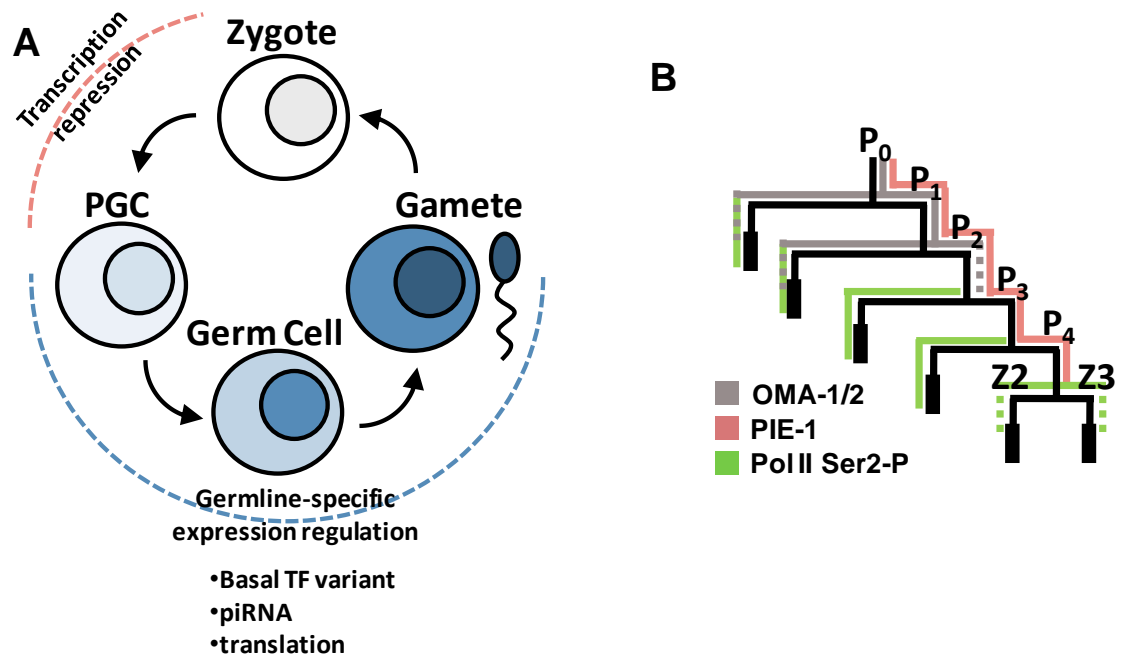 A
Transcription
repression
Zygote
PGC
Gamete
Germ Cell
Germline-specific
expression regulation
•Basal TF variant
•piRNA
•translation
B
P0
P1
P2
P3
P4
Z2 Z3
OMA-1/2
PIE-1
Pol II Ser2-P